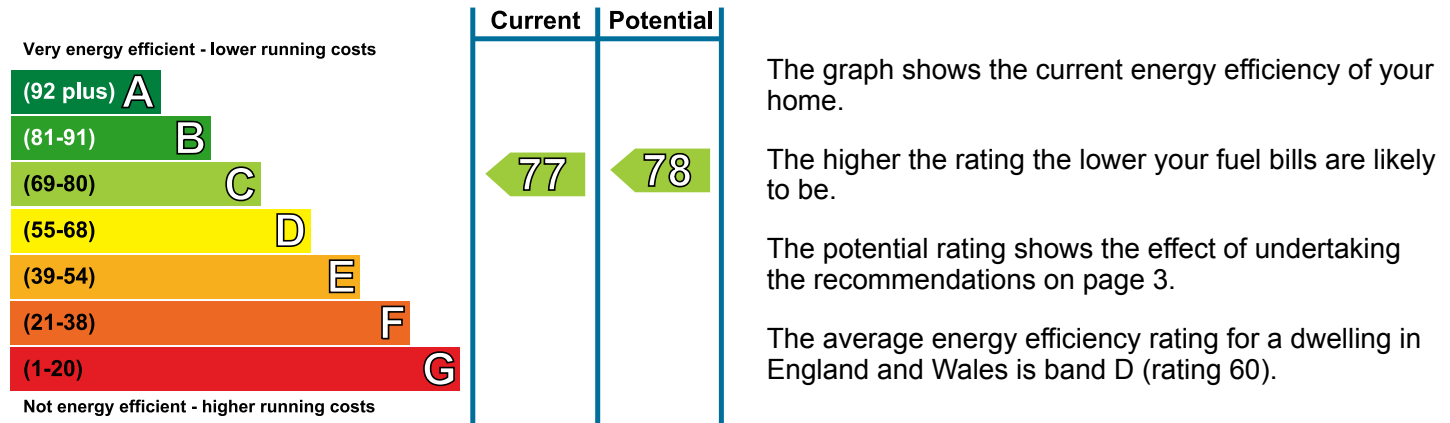 Current Potential
Very energy efficient - lower running costs
(92 plus) A
(81-91) B
(69-80) C
(55-68) D
(39-54) E
(21-38) F
(1-20) G
Not energy efficient - higher running costs
77 78
The graph shows the current energy efficiency of your
home.
The higher the rating the lower your fuel bills are likely
to be.
The potential rating shows the effect of undertaking
the recommendations on page 3.
The average energy efficiency rating for a dwelling in
England and Wales is band D (rating 60).